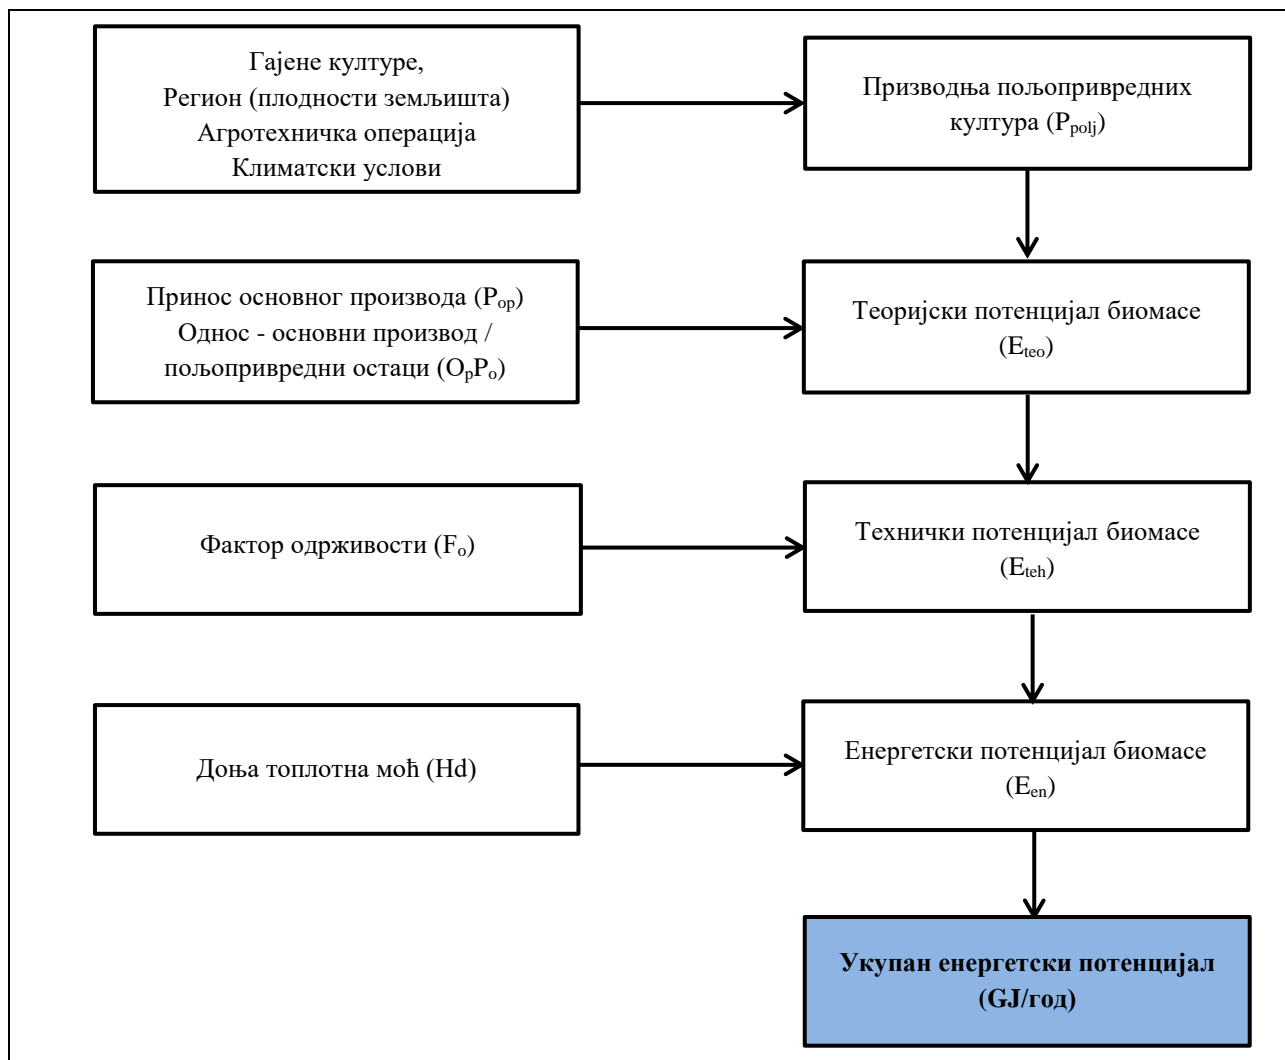 Гајене културе,
Регион (плодности земљишта)
Агротехничка операција
Климатски услови
Призводња пољопривредних
култура (Ppolj)
Принос основног производа (Pop)
Однос - основни производ /
пољопривредни остаци (OpPo)
Теоријски потенцијал биомасе
(Eteo)
Фактор одрживости (Fo)
Технички потенцијал биомасе
(Eteh)
Доња топлотна моћ (Hd)
Енергетски потенцијал биомасе
(Een)
Укупан енергетски потенцијал
(GJ/год)